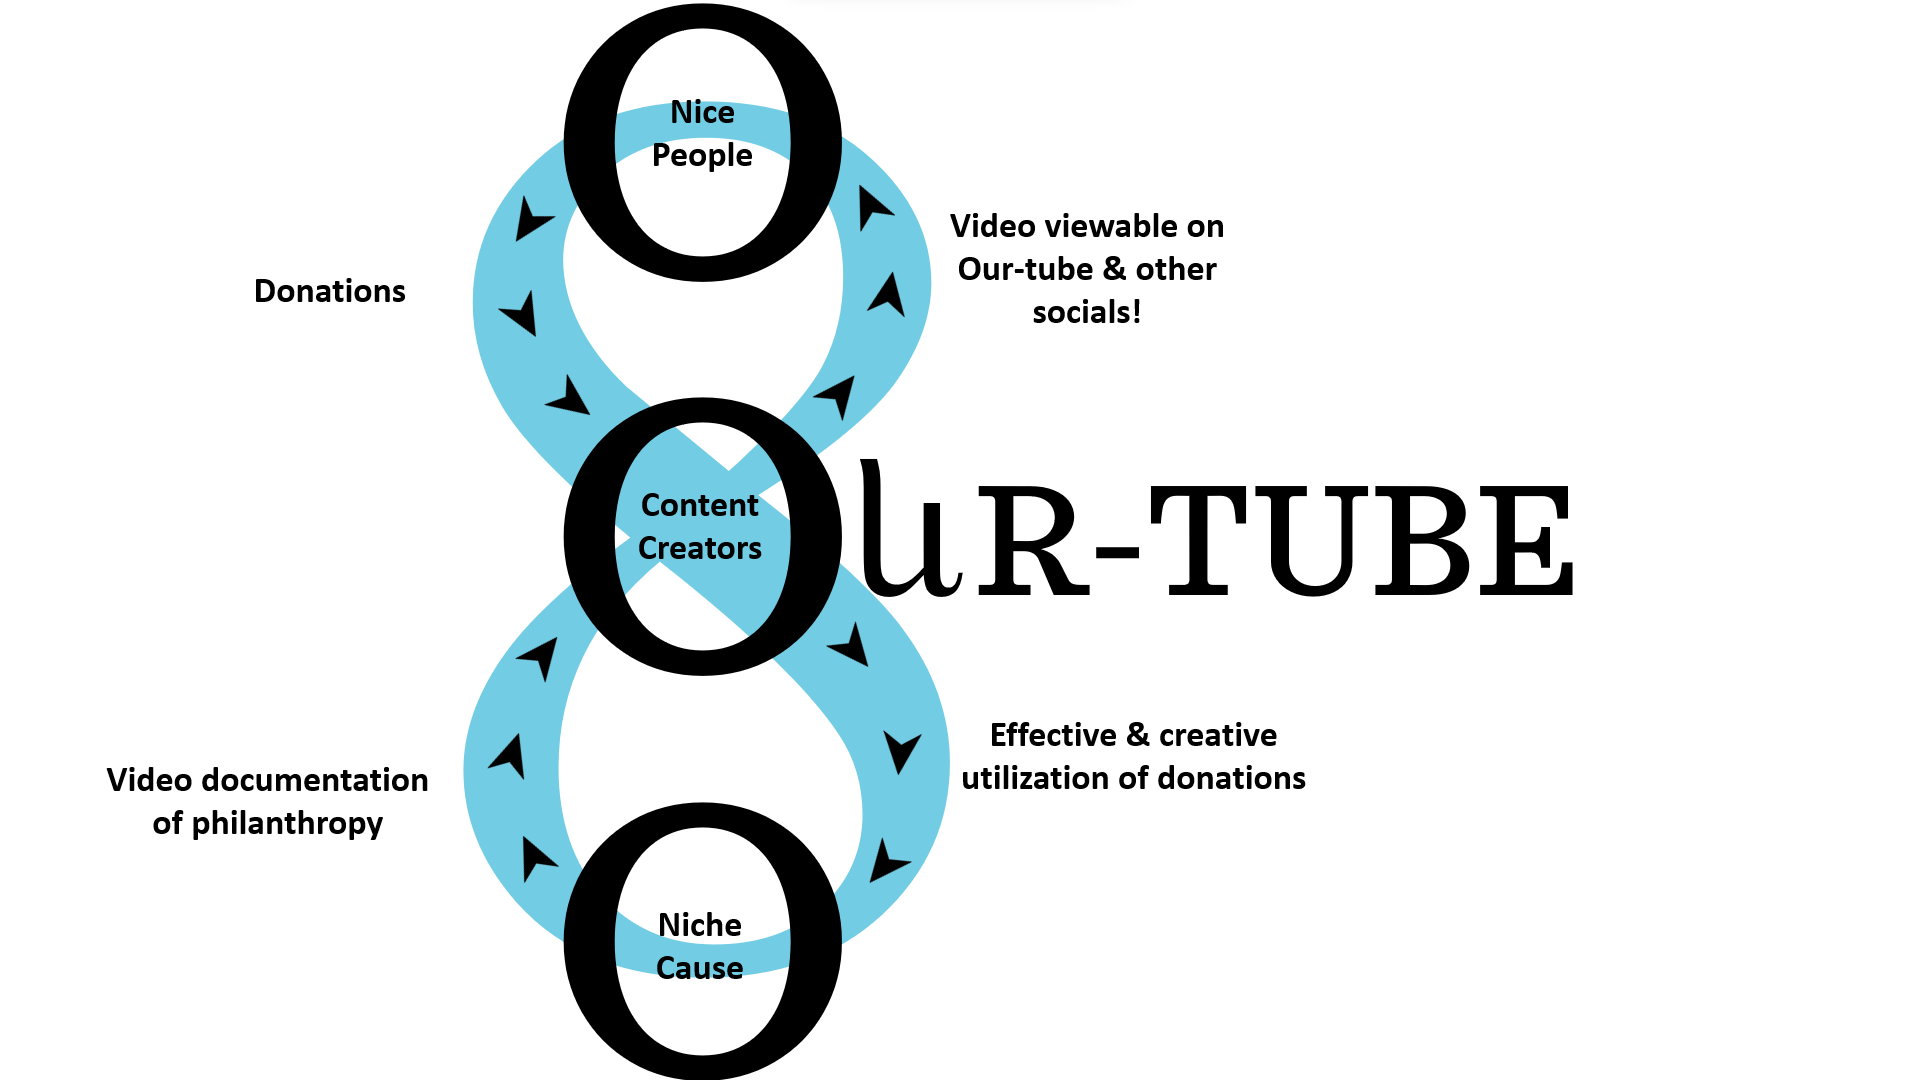 Nice
People
Donations
Video viewable on
Our-tube & other
socials!
Content
Creators
OuR-TUBE
Effective & creative
utilization of donations
Video documentation
of philanthropy
Niche
Cause